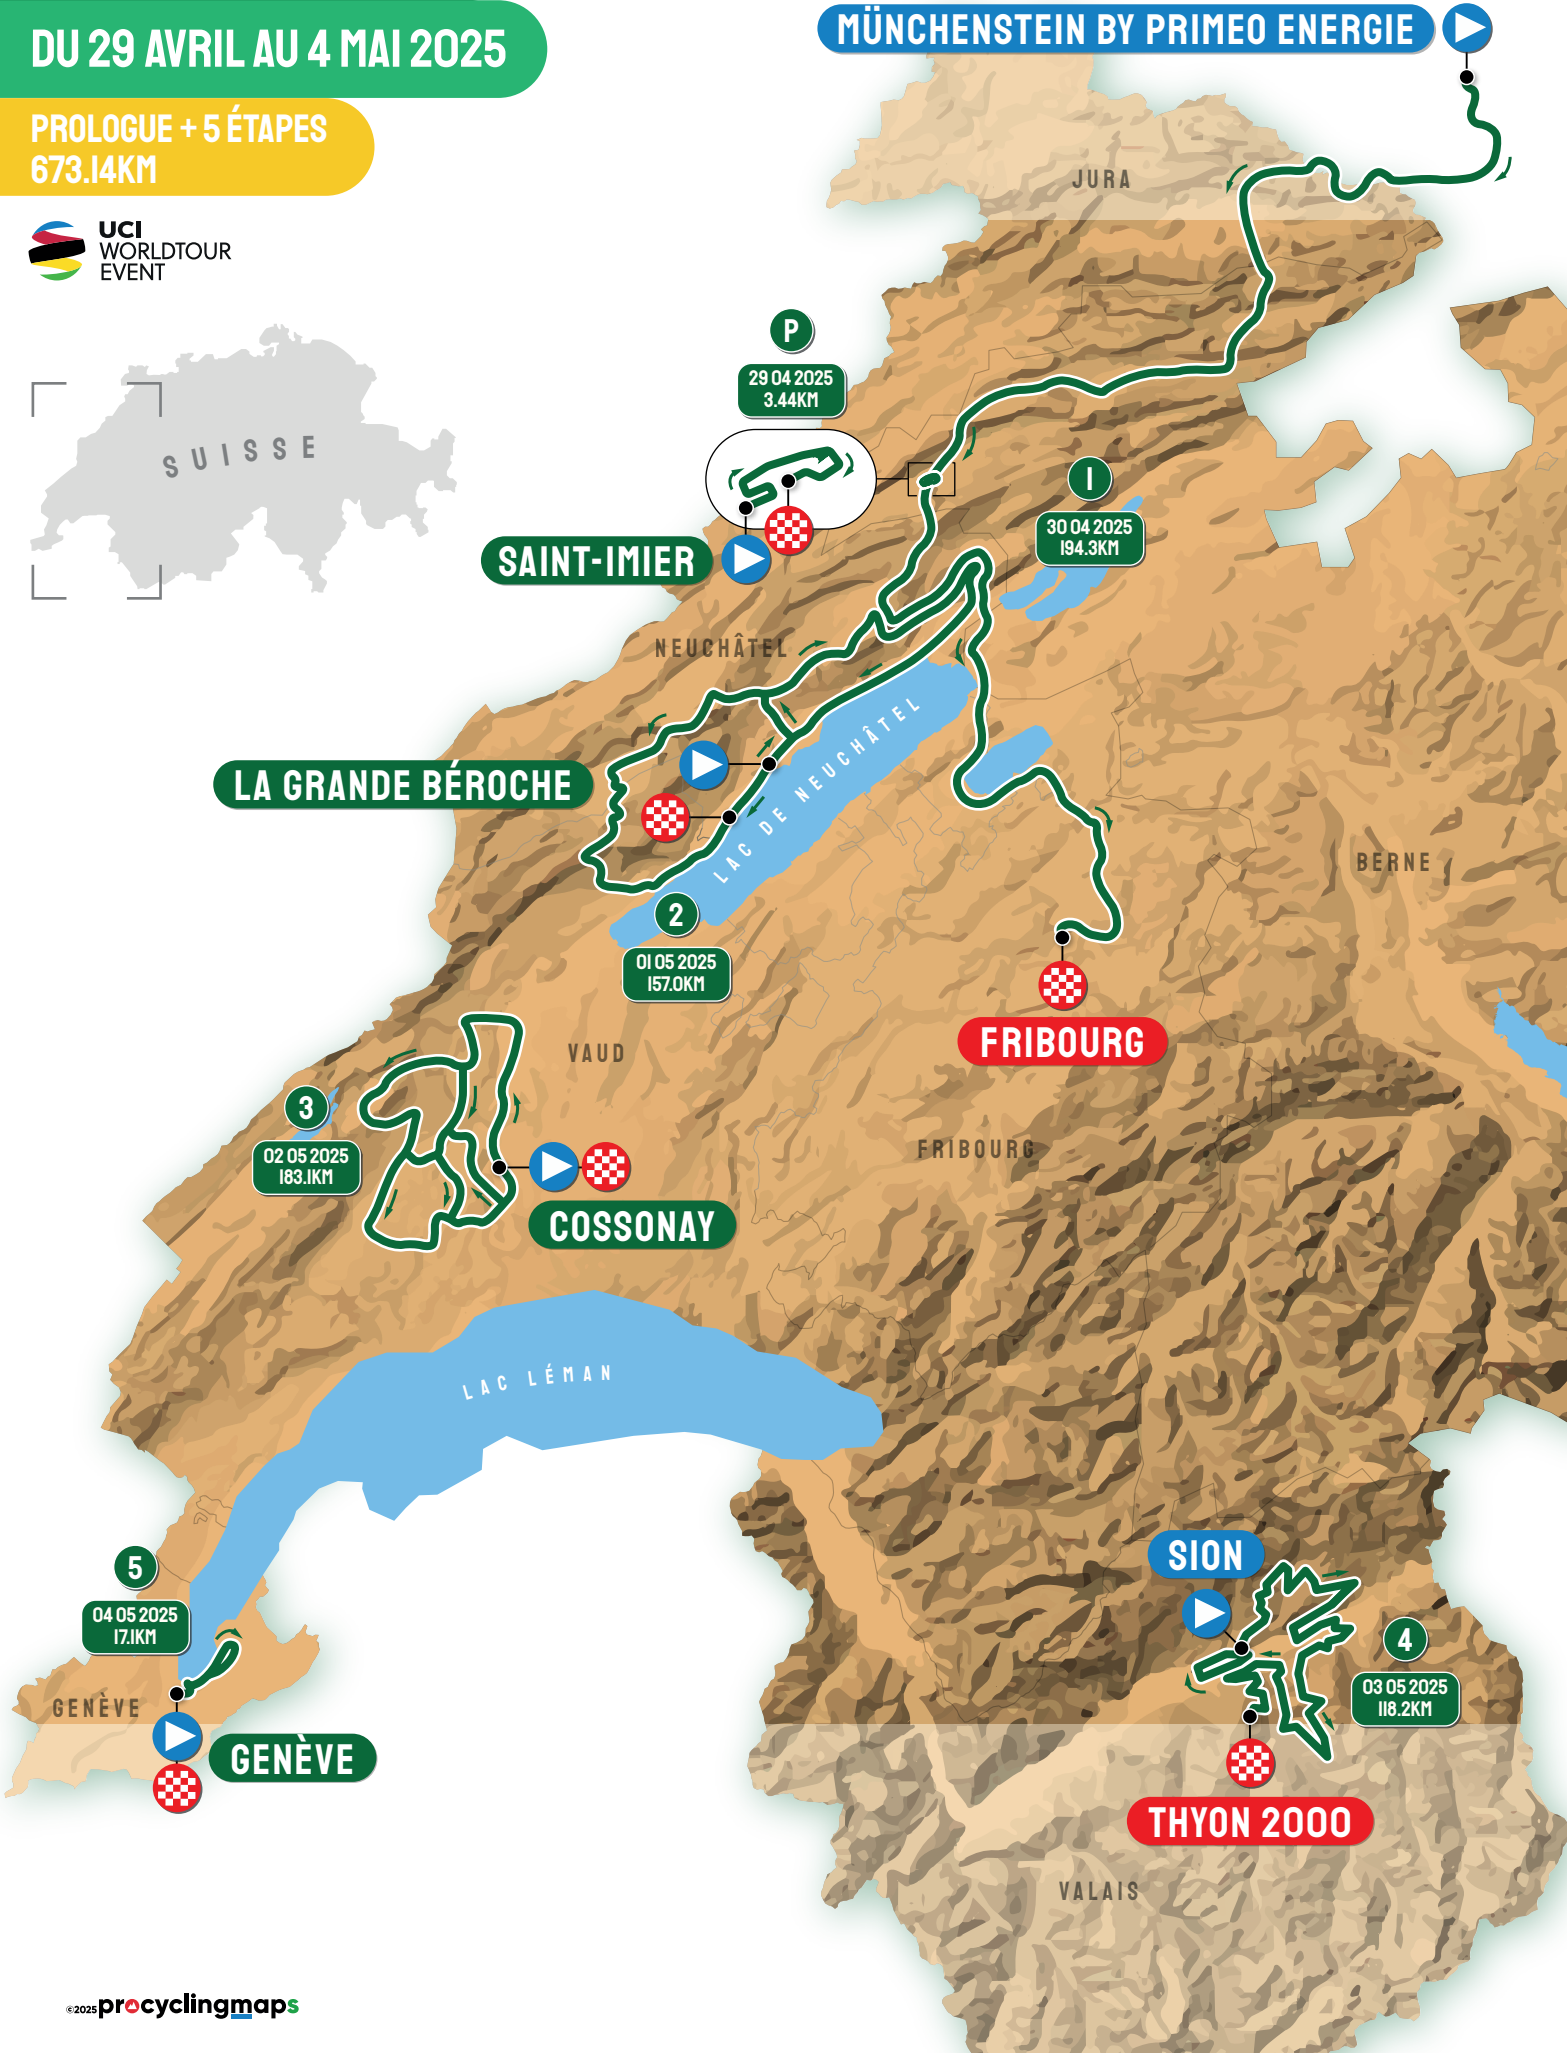 DU 29 AVRIL AU 4 MAI 2025
PROLOGUE + 5 ÉTAPES
673.14KM
UCI
WORLDTOUR
EVENT
SUISSE
MÜNCHENSTEIN BY PRIMEO ENERGIE
JURA
P
29 04 2025
3.44KM
SAINT-IMIER
1
30 04 2025
194.3KM
NEUCHÂTEL
LA GRANDE BÉROCHE
LAC DE NEUCHÂTEL
BERNE
2
01 05 2025
157.0KM
FRIBOURG
VAUD
3
02 05 2025
183.1KM
FRIBOURG
COSSONAY
LAC LÉMAN
SION
5
04 05 2025
17.1KM
4
03 05 2025
118.2KM
GENÈVE
GENÈVE
THYON 2000
VALAIS
©2025 procyclingmaps